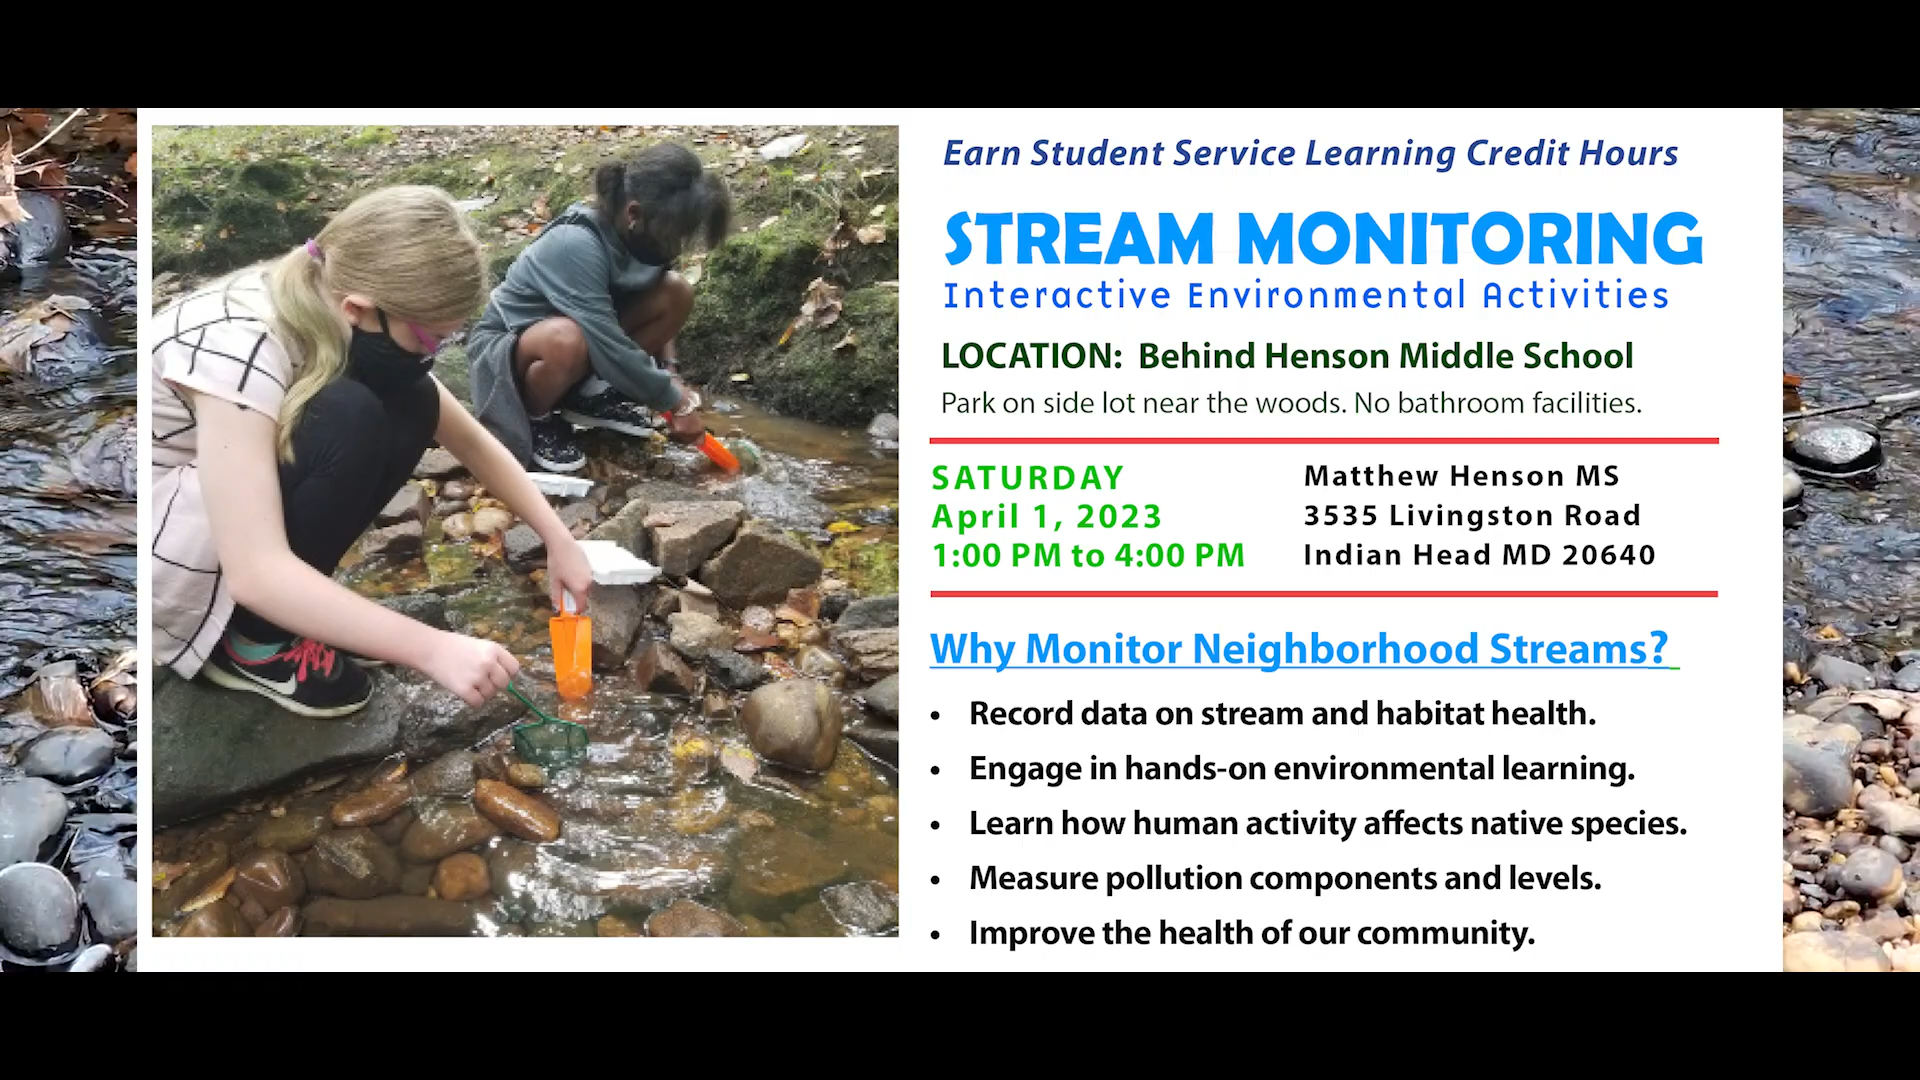 Earn Student Service Learning Credit Hours
STREAM MONITORING
Interactive Environmental Activities
LOCATION: Behind Henson Middle School
Park on side lot near the woods. No bathroom facilities.
SATURDAY
April 1, 2023
1:00 PM to 4:00 PM
Matthew Henson MS
3535 Livingston Road
Indian Head MD 20640
Why Monitor Neighborhood Streams?
• Record data on stream and habitat health.
• Engage in hands-on environmental learning.
• Learn how human activity affects native species.
• Measure pollution components and levels.
• Improve the health of our community.